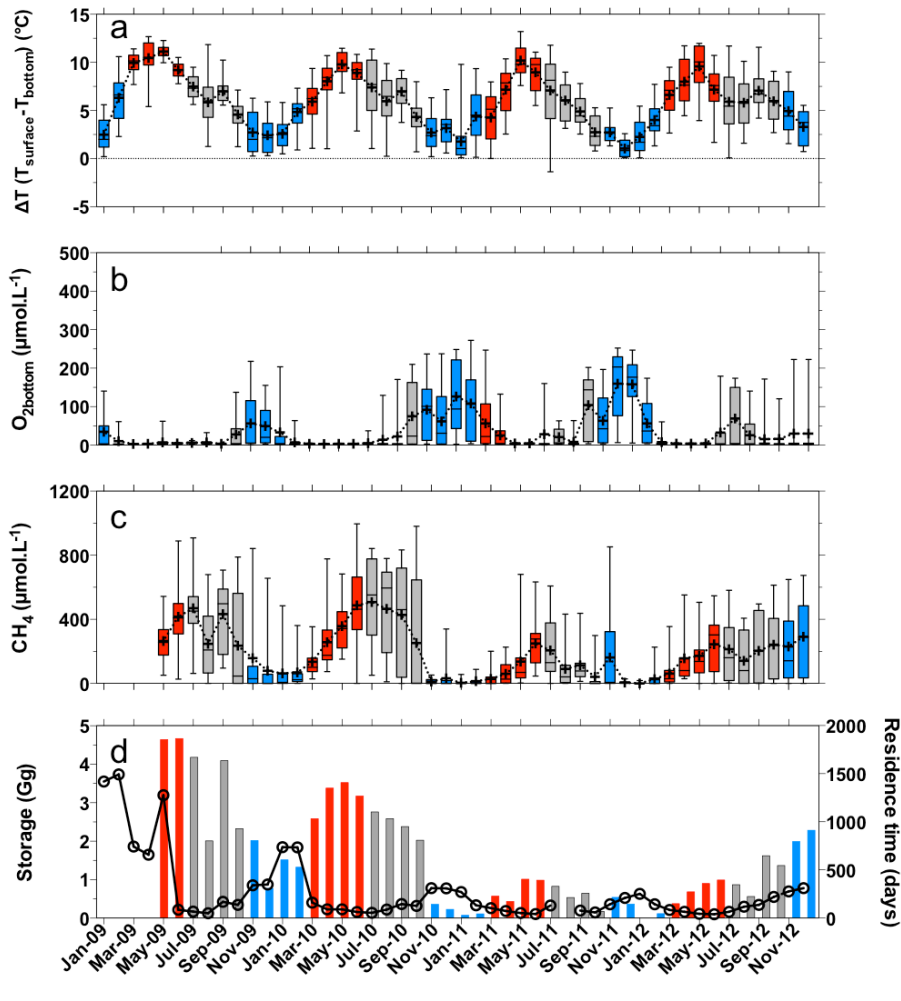 a
ΔT (Tsurface-Tbottom) (°C)
15
10
5
0
-5
b
O2bottom (µmol.L-1)
500
400
300
200
100
0
c
CH4 (µmol.L-1)
1200
800
400
0
d
Storage (Gg)
5
4
3
2
1
0
Residence time (days)
2000
1500
1000
500
0
Jan-09
Mar-09
May-09
Jul-09
Sep-09
Nov-09
Jan-10
Mar-10
May-10
Jul-10
Sep-10
Nov-10
Jan-11
Mar-11
May-11
Jul-11
Sep-11
Nov-11
Jan-12
Mar-12
May-12
Jul-12
Sep-12
Nov-12